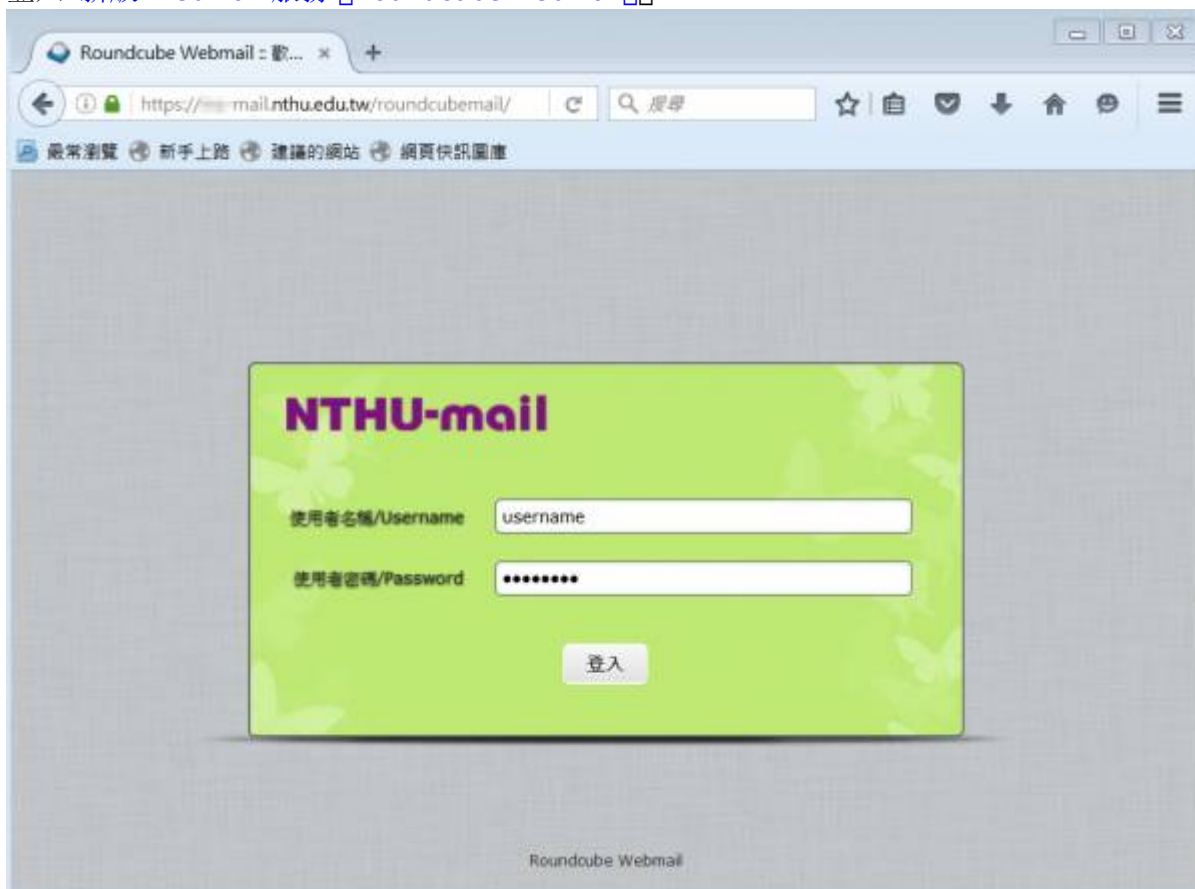 Roundcube Webmail :: 歡...
https:// mail.nthu.edu.tw/roundcubemail/
搜尋
最常瀏覽 新手上路 建議的網站 網頁快訊圖庫
NTHU-mail
使用者名稱/Username
username
使用者密碼/Password
登入
Roundcube Webmail